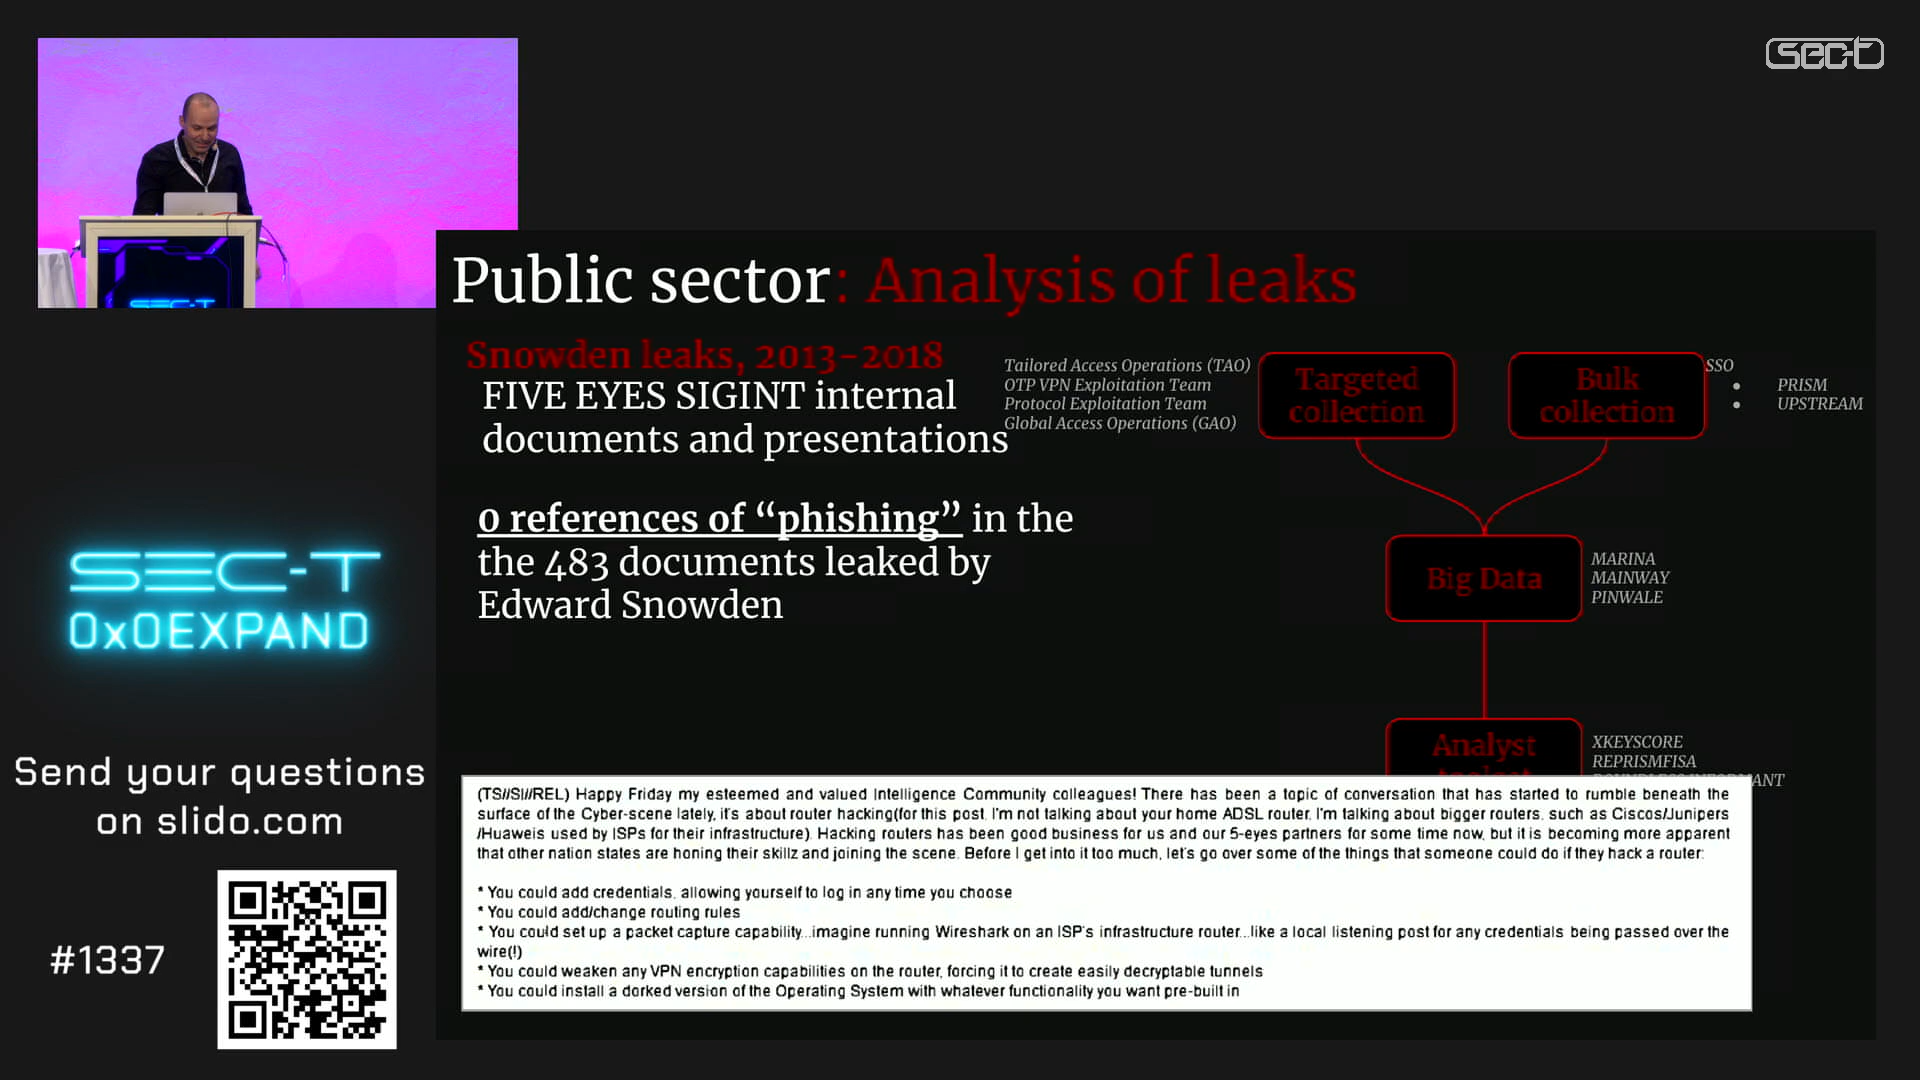 SEC-T
SEC-T
Public sector: Analysis of leaks
Snowden leaks, 2013-2018
FIVE EYES SIGINT internal
documents and presentations
0 references of “phishing” in the
the 483 documents leaked by
Edward Snowden
Tailored Access Operations (TAO)
OTP VPN Exploitation Team
Protocol Exploitation Team
Global Access Operations (GAO)
Targeted
collection
Bulk
collection
SSO
• PRISM
• UPSTREAM
Big Data
MARINA
MAINWAY
PINWALE
Analyst
XKEYSCORE
REPRISMFISA
(TS//SI//REL) Happy Friday my esteemed and valued Intelligence Community colleagues! There has been a topic of conversation that has started to rumble beneath the
surface of the Cyber-scene lately, it's about router hacking(for this post, I'm not talking about your home ADSL router, I'm talking about bigger routers, such as Ciscos/Junipers
/Huaweis used by ISPs for their infrastructure). Hacking routers has been good business for us and our 5-eyes partners for some time now, but it is becoming more apparent
that other nation states are honing their skillz and joining the scene. Before I get into it too much, let's go over some of the things that someone could do if they hack a router:
* You could add credentials, allowing yourself to log in any time you choose
* You could add/change routing rules
* You could set up a packet capture capability...imagine running Wireshark on an ISP's infrastructure router...like a local listening post for any credentials being passed over the
wire(!)
* You could weaken any VPN encryption capabilities on the router, forcing it to create easily decryptable tunnels
* You could install a dorked version of the Operating System with whatever functionality you want pre-built in
SEC-T
0x0EXPAND
Send your questions
on slido.com
#1337